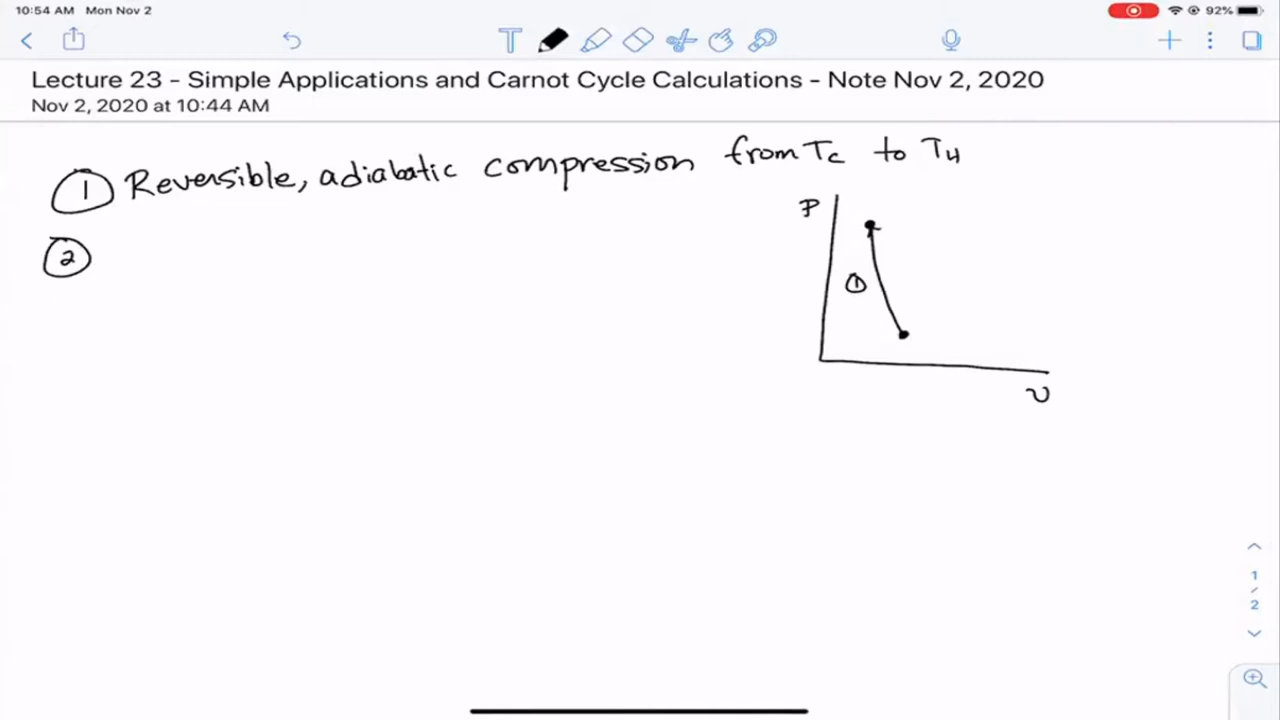 10:54 AM Mon Nov 2
92%
T
Lecture 23 - Simple Applications and Carnot Cycle Calculations - Note Nov 2, 2020
Nov 2, 2020 at 10:44 AM
① Reversible, adiabatic compression from Tc to TH
②
P
①
v
1
/
2